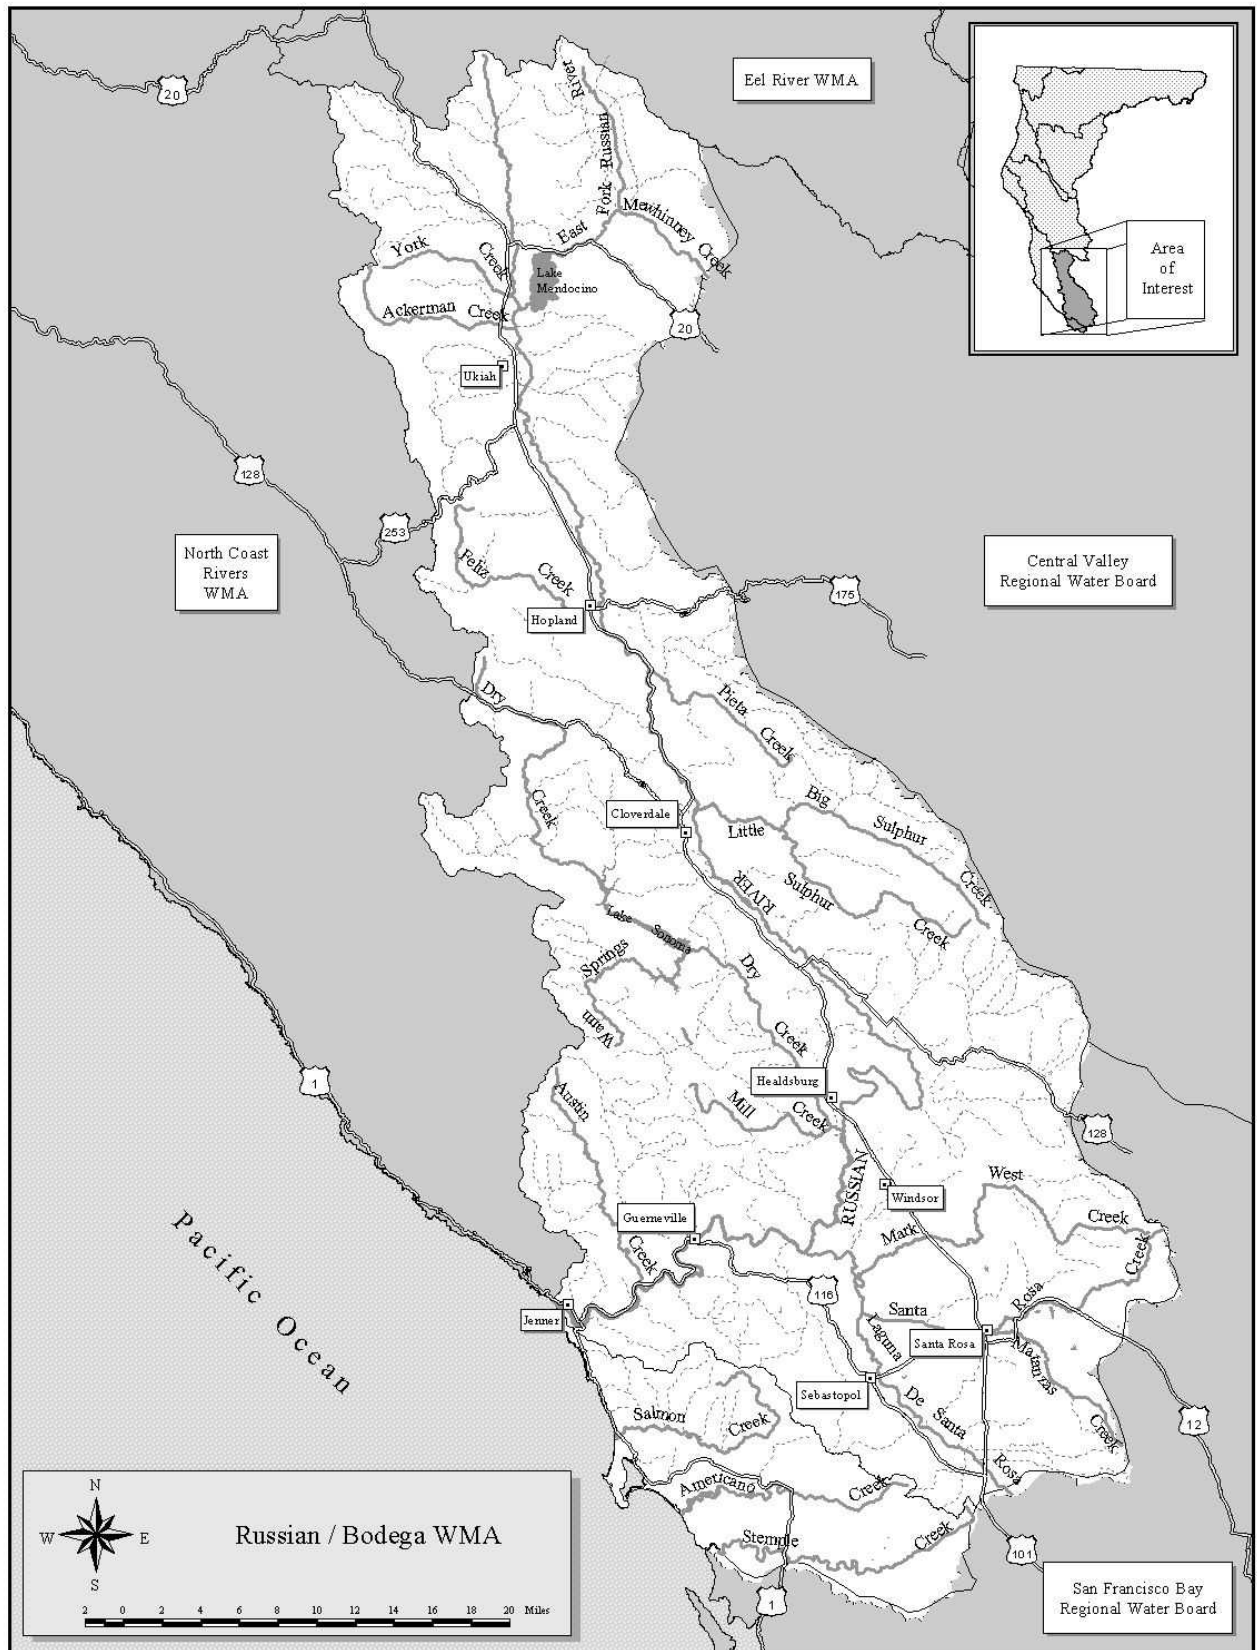 20
Eel River WMA
East
Fork
Russian
River
Mewhinney Creek
York
Creek
Lake
Mendocino
Area
of
Interest
Ackerman Creek
20
Ukiah
128
253
North Coast
Rivers
WMA
Feliz
Creek
Central Valley
Regional Water Board
175
Hopland
Dry
Creek
Pieta
Creek
Big
Sulphur
Creek
Cloverdale
Little
Sulphur
Creek
RIVER
Lake
Sonoma
Warm
Springs
Dry
Creek
1
Healdsburg
Austin
Creek
Mill
Creek
128
RUSSIAN
Windsor
Mark
West
Creek
Guerneville
Creek
116
Santa
Rosa
Jenner
Laguna
Santa Rosa
Matanzas
Creek
Sebastopol
De
Santa
Rosa
Pacific Ocean
Salmon
Creek
12
Americano
Creek
Stemple
Creek
101
1
N
W
E
S
Russian / Bodega WMA
2 0 2 4 6 8 10 12 14 16 18 20 Miles
San Francisco Bay
Regional Water Board